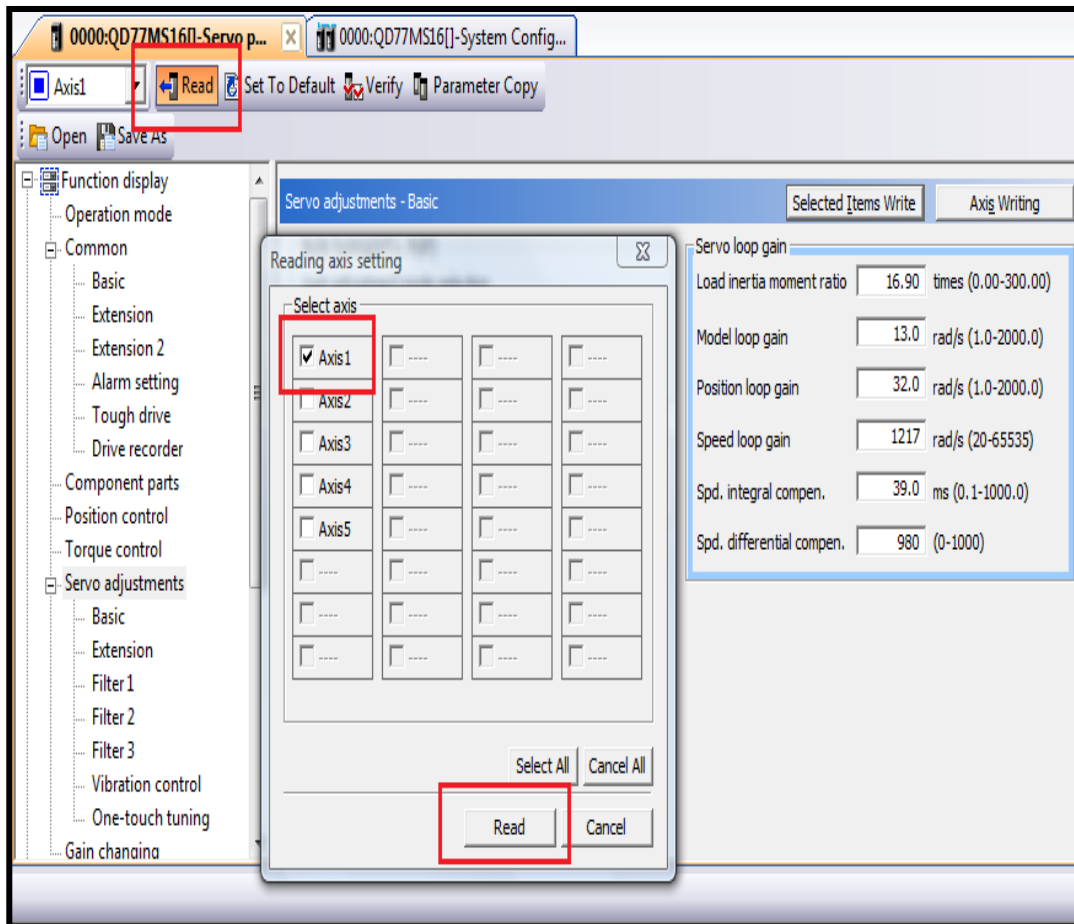 0000:QD77MS16[]-Servo p...
0000:QD77MS16[]-System Config...
Axis1
Read
Set To Default
Verify
Parameter Copy
Open
Save As
Function display
Operation mode
Common
Basic
Extension
Extension 2
Alarm setting
Tough drive
Drive recorder
Component parts
Position control
Torque control
Servo adjustments
Basic
Extension
Filter 1
Filter 2
Filter 3
Vibration control
One-touch tuning
Gain changing
Servo adjustments - Basic
Selected Items Write
Axis Writing
Reading axis setting
Select axis
Axis1 ---- ---- ----
Axis2 ---- ---- ----
Axis3 ---- ---- ----
Axis4 ---- ---- ----
Axis5 ---- ---- ----
---- ---- ---- ----
---- ---- ---- ----
---- ---- ---- ----
Select All
Cancel All
Read
Cancel
Servo loop gain
Load inertia moment ratio 16.90 times (0.00-300.00)
Model loop gain 13.0 rad/s (1.0-2000.0)
Position loop gain 32.0 rad/s (1.0-2000.0)
Speed loop gain 1217 rad/s (20-65535)
Spd. integral compen. 39.0 ms (0.1-1000.0)
Spd. differential compen. 980 (0-1000)